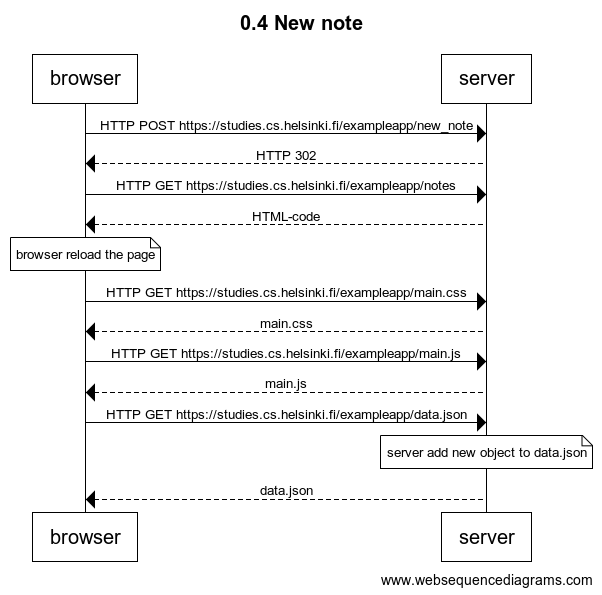 0.4 New note
browser
server
HTTP POST https://studies.cs.helsinki.fi/exampleapp/new_note
HTTP 302
HTTP GET https://studies.cs.helsinki.fi/exampleapp/notes
HTML-code
browser reload the page
HTTP GET https://studies.cs.helsinki.fi/exampleapp/main.css
main.css
HTTP GET https://studies.cs.helsinki.fi/exampleapp/main.js
main.js
HTTP GET https://studies.cs.helsinki.fi/exampleapp/data.json
server add new object to data.json
data.json
browser
server
www.websequencediagrams.com